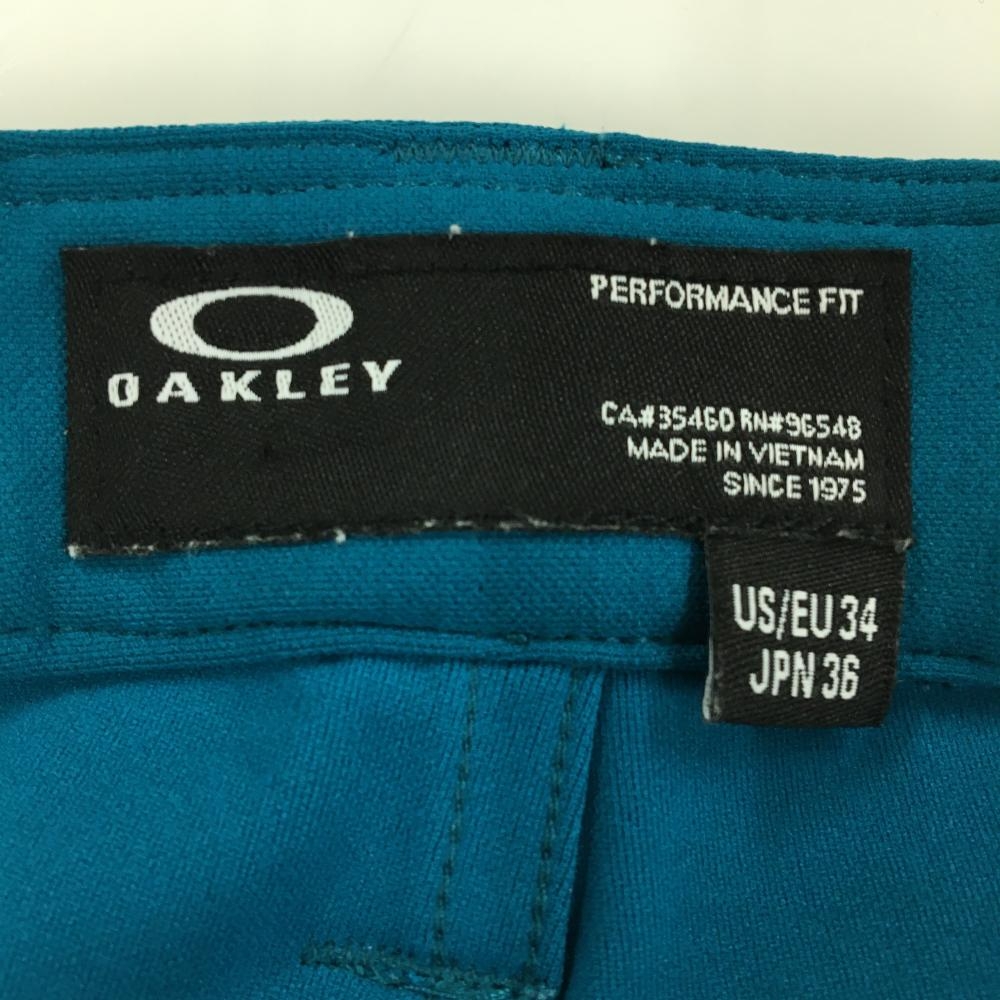 OAKLEY
PERFORMANCE FIT
CA#35460 RN#96548
MADE IN VIETNAM
SINCE 1975
US/EU 34
JPN 36